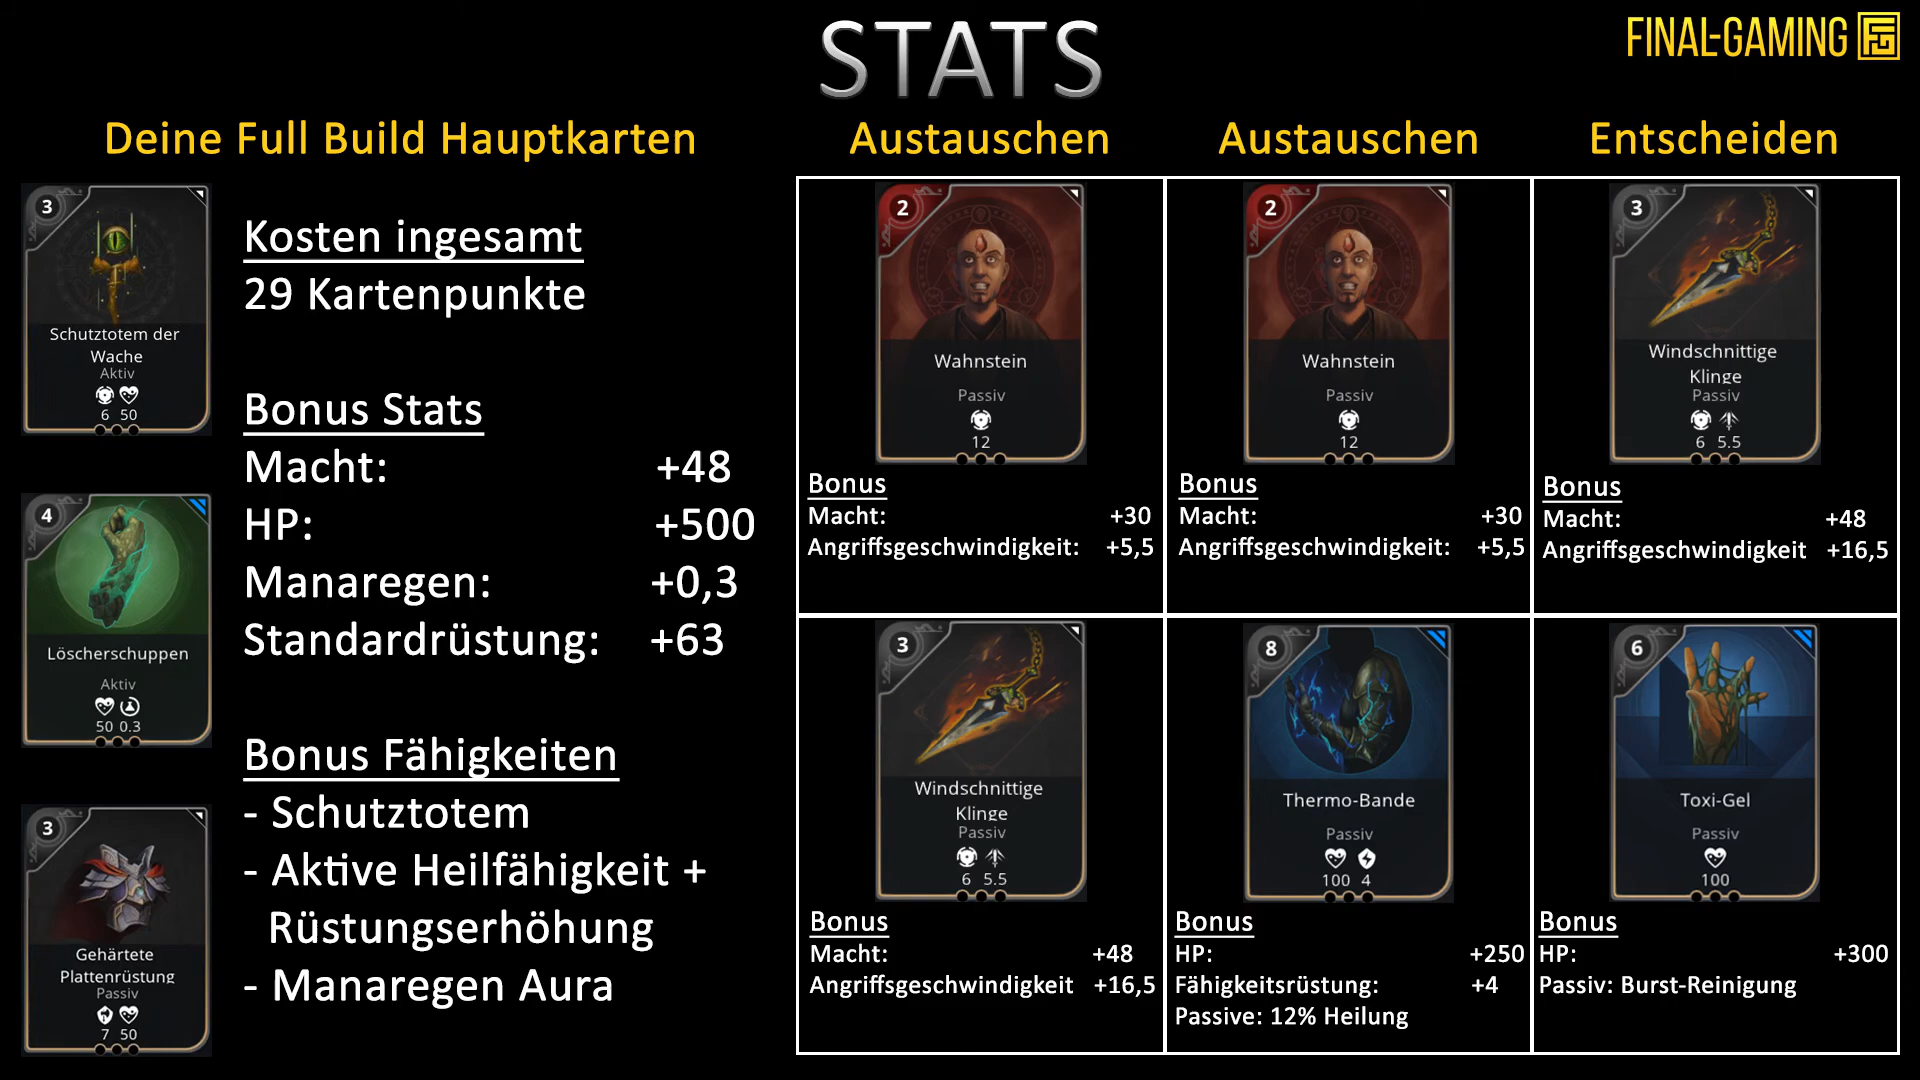 STATS
FINAL-GAMING
Deine Full Build Hauptkarten
3
Schutztotem der
Wache
Aktiv
6 50
4
Löscherschuppen
Aktiv
50 0.3
3
Gehärtete
Plattenrüstung
Passiv
7 50
Kosten ingesamt
29 Kartenpunkte
Bonus Stats
Macht: +48
HP: +500
Manaregen: +0,3
Standardrüstung: +63
Bonus Fähigkeiten
- Schutztotem
- Aktive Heilfähigkeit +
Rüstungserhöhung
- Manaregen Aura
Austauschen
2
Wahnstein
Passiv
12
Bonus
Macht: +30
Angriffsgeschwindigkeit: +5,5
3
Windschnittige
Klinge
Passiv
6 5.5
Bonus
Macht: +48
Angriffsgeschwindigkeit +16,5
Austauschen
2
Wahnstein
Passiv
12
Bonus
Macht: +30
Angriffsgeschwindigkeit: +5,5
8
Thermo-Bande
Passiv
100 4
Bonus
HP: +250
Fähigkeitsrüstung: +4
Passive: 12% Heilung
Entscheiden
3
Windschnittige
Klinge
Passiv
6 5.5
Bonus
Macht: +48
Angriffsgeschwindigkeit +16,5
6
Toxi-Gel
Passiv
100
Bonus
HP: +300
Passiv: Burst-Reinigung